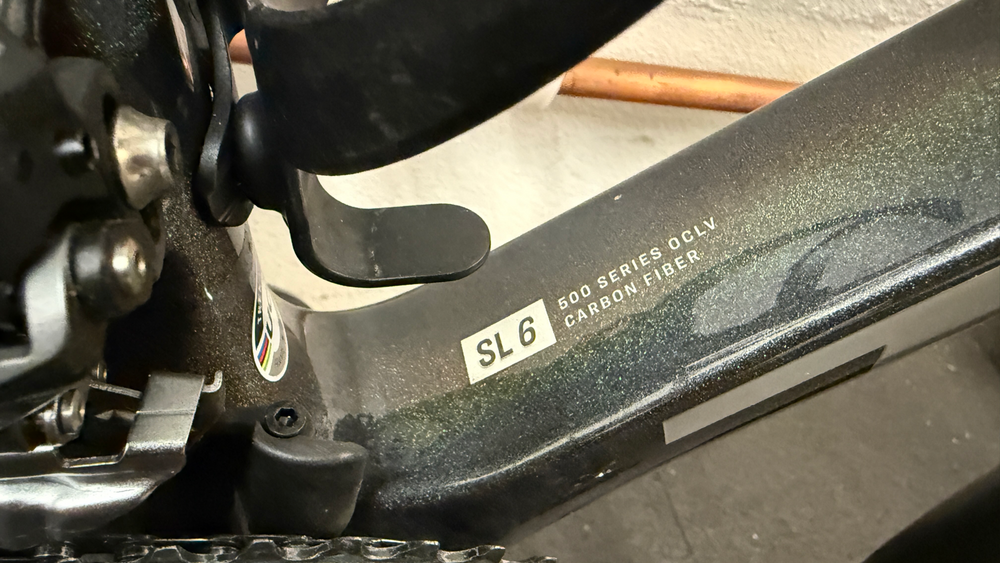 SL 6
500 SERIES OCLV
CARBON FIBER